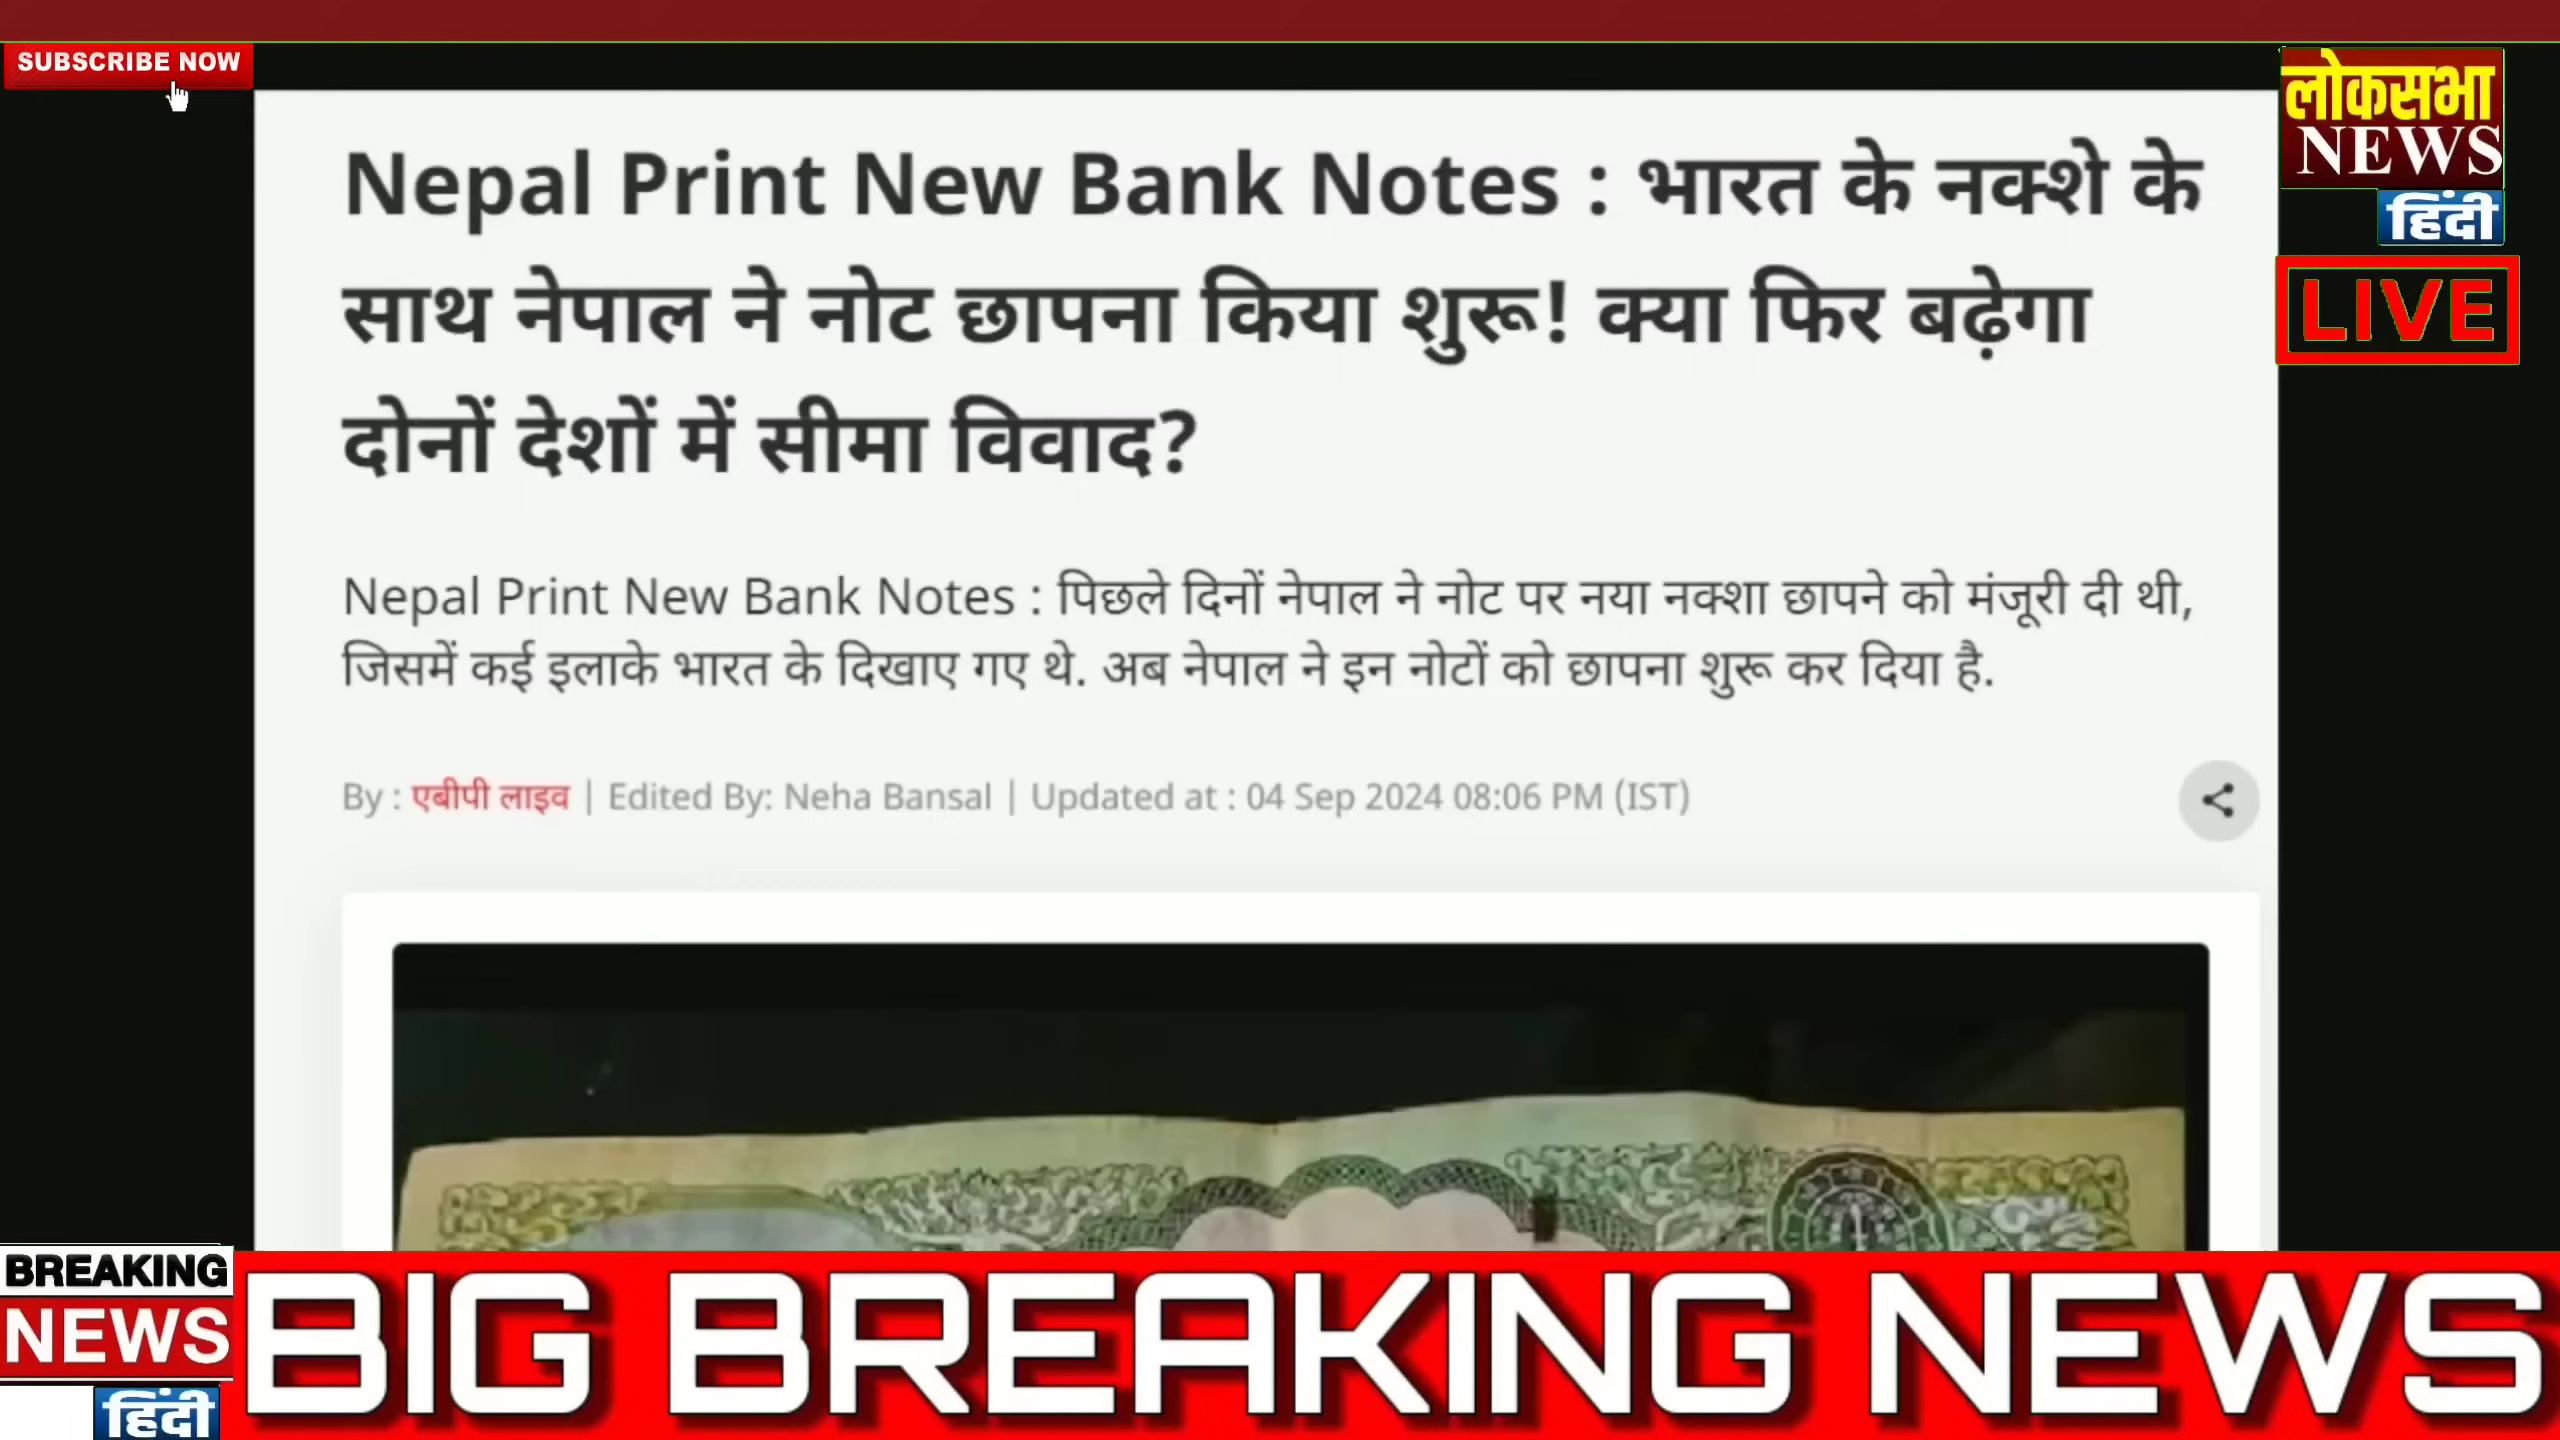 SUBSCRIBE NOW
लोकसभा
NEWS
हिंदी
LIVE
Nepal Print New Bank Notes : भारत के नक्शे के
साथ नेपाल ने नोट छापना किया शुरू! क्या फिर बढ़ेगा
दोनों देशों में सीमा विवाद?
Nepal Print New Bank Notes : पिछले दिनों नेपाल ने नोट पर नया नक्शा छापने को मंजूरी दी थी,
जिसमें कई इलाके भारत के दिखाए गए थे. अब नेपाल ने इन नोटों को छापना शुरू कर दिया है.
By : एबीपी लाइव | Edited By: Neha Bansal | Updated at : 04 Sep 2024 08:06 PM (IST)
BREAKING
NEWS
हिंदी
BIG BREAKING NEWS